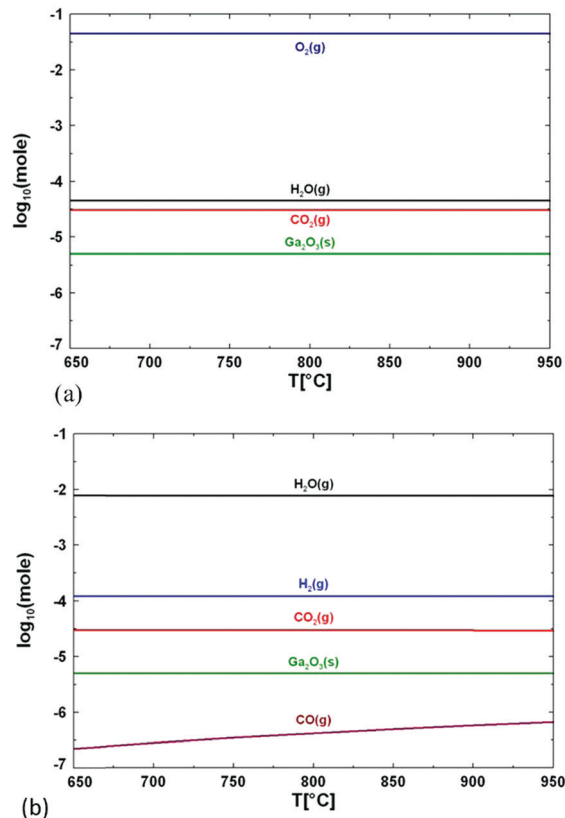 -1
O₂(g)
-2
-3
log₁₀(mole)
-4
H₂O(g)
CO₂(g)
-5
Ga₂O₃(s)
-6
-7
650 700 750 800 850 900 950
T[°C]
(a)
-1
H₂O(g)
-2
-3
log₁₀(mole)
H₂(g)
-4
CO₂(g)
-5
Ga₂O₃(s)
-6
CO(g)
-7
650 700 750 800 850 900 950
T[°C]
(b)